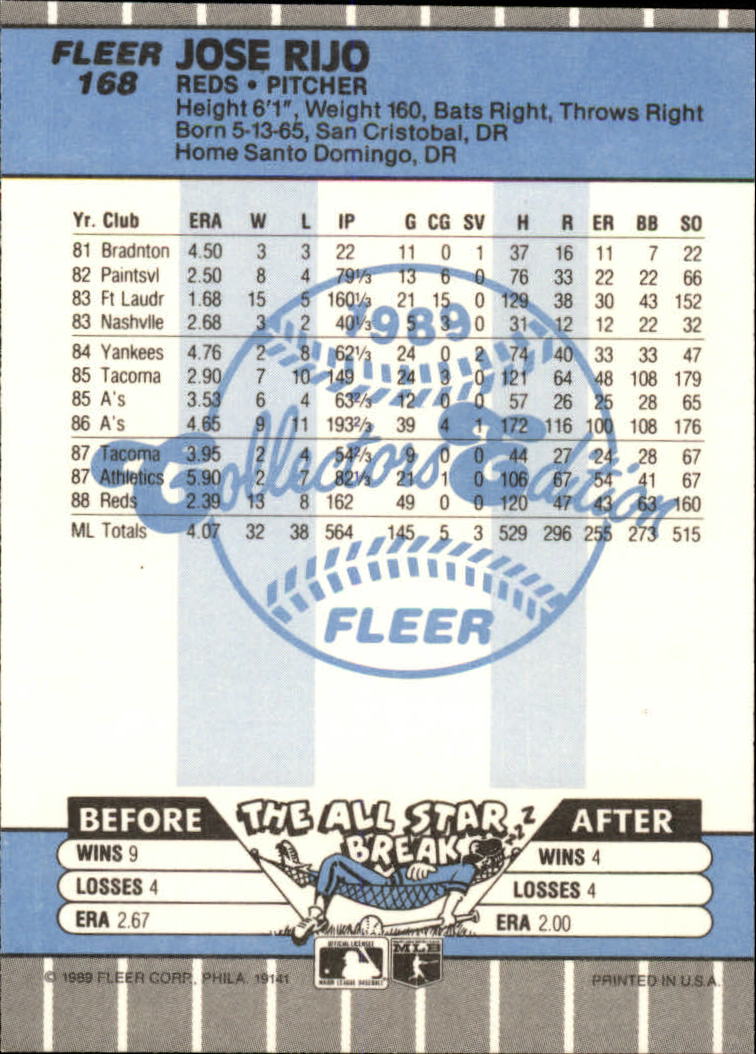 FLEER JOSE RIJO
168 REDS • PITCHER
Height 6'1", Weight 160, Bats Right, Throws Right
Born 5-13-65, San Cristobal, DR
Home Santo Domingo, DR
Yr. Club ERA W L IP G CG SV H R ER BB SO
81 Bradnton 4.50 3 3 22 11 0 1 37 16 11 7 22
82 Paintsvl 2.50 8 4 79⅓ 13 6 0 76 33 22 22 66
83 Ft Laudr 1.68 15 5 160⅓ 21 15 0 129 38 30 43 152
83 Nashvlle 2.68 3 2 40⅓ 5 3 0 31 12 12 22 32
84 Yankees 4.76 2 8 62⅓ 24 0 2 74 40 33 33 47
85 Tacoma 2.90 7 10 149 24 3 0 121 64 48 108 179
85 A's 3.53 6 4 63⅔ 12 0 0 57 26 25 28 65
86 A's 4.65 9 11 193⅔ 39 4 1 172 116 100 108 176
87 Tacoma 3.95 2 4 54⅔ 9 0 0 44 27 24 28 67
87 Athletics 5.90 2 7 82⅓ 21 1 0 106 67 54 41 67
88 Reds 2.39 13 8 162 49 0 0 120 47 43 63 160
ML Totals 4.07 32 38 564 145 5 3 529 296 255 273 515
1989
Collectors' Edition
FLEER
BEFORE THE ALL STAR BREAK ZZZZ AFTER
WINS 9 WINS 4
LOSSES 4 LOSSES 4
ERA 2.67 ERA 2.00
OFFICIAL LICENSEE
MAJOR LEAGUE BASEBALL
MLB
© 1989 FLEER CORP., PHILA. 19141 PRINTED IN U.S.A.